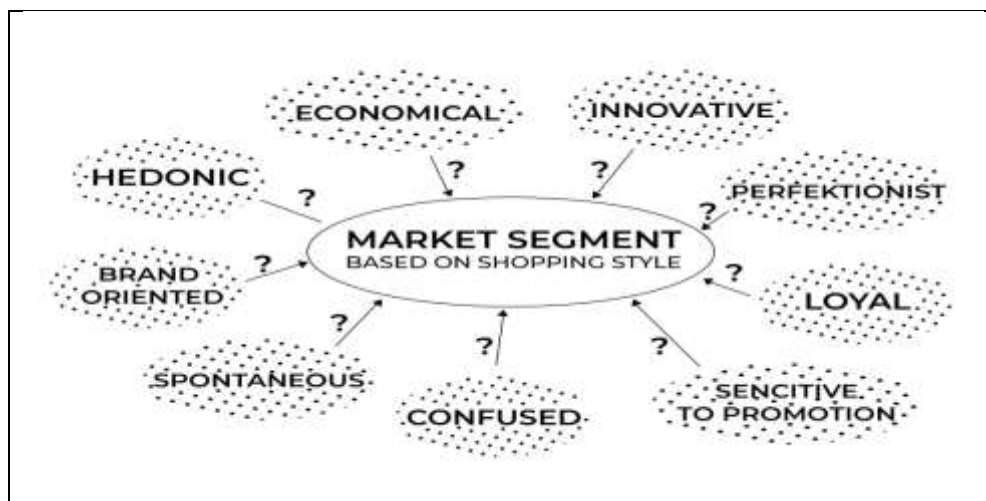 ECONOMICAL
INNOVATIVE
HEDONIC
?
?
?
PERFEKTIONIST
?
MARKET SEGMENT
BASED ON SHOPPING STYLE
BRAND
ORIENTED
?
?
LOYAL
?
?
?
SPONTANEOUS
CONFUSED
SENCITIVE
TO PROMOTION